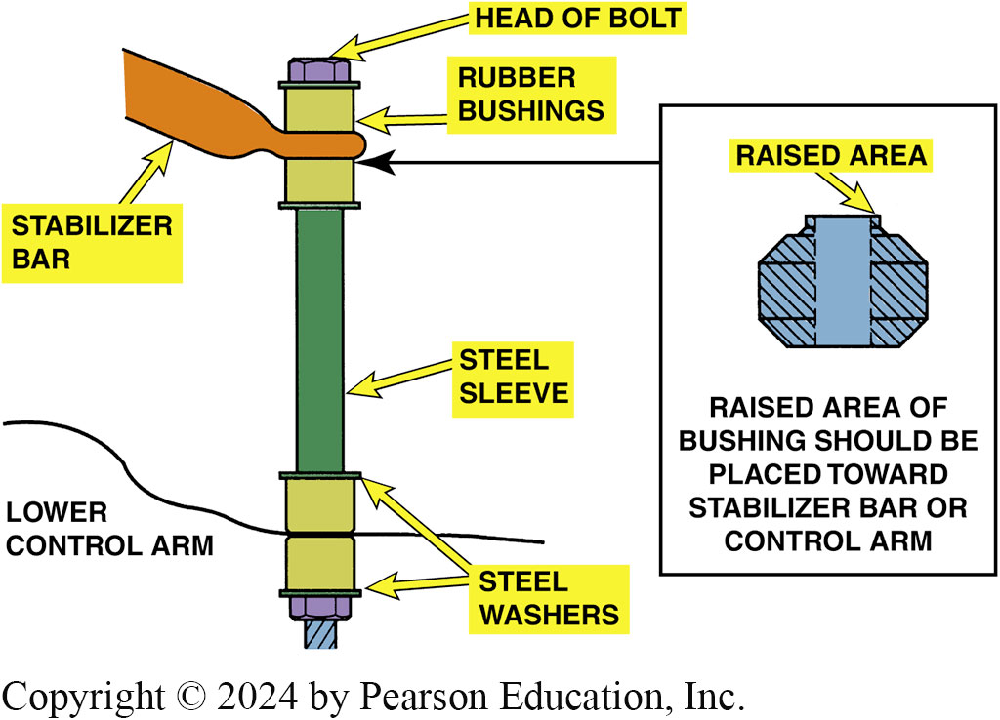 HEAD OF BOLT
RUBBER
BUSHINGS
STABILIZER
BAR
STEEL
SLEEVE
LOWER
CONTROL ARM
STEEL
WASHERS
RAISED AREA
RAISED AREA OF
BUSHING SHOULD BE
PLACED TOWARD
STABILIZER BAR OR
CONTROL ARM
Copyright © 2024 by Pearson Education, Inc.